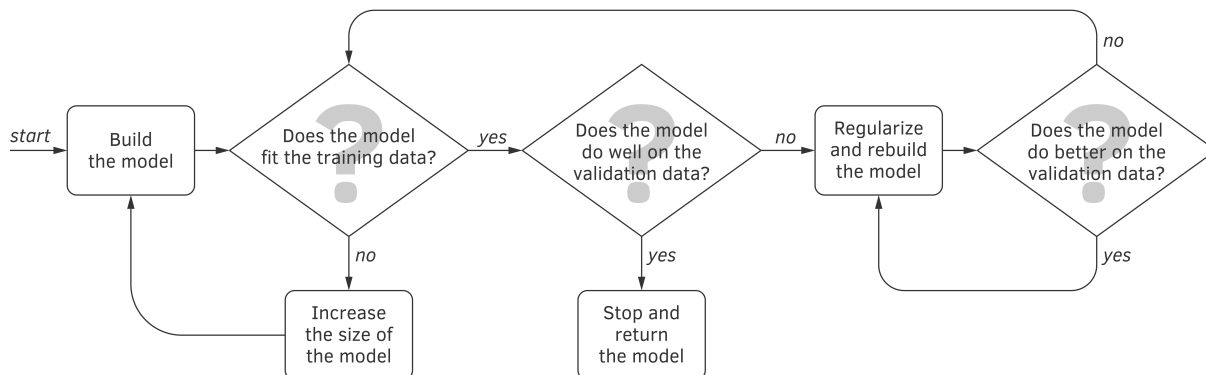 no
start
Build
the model
Does the model
fit the training data?
yes
Does the model
do well on the
validation data?
no
Regularize
and rebuild
the model
Does the model
do better on the
validation data?
no
yes
yes
Increase
the size of
the model
Stop and
return
the model
?
?
?